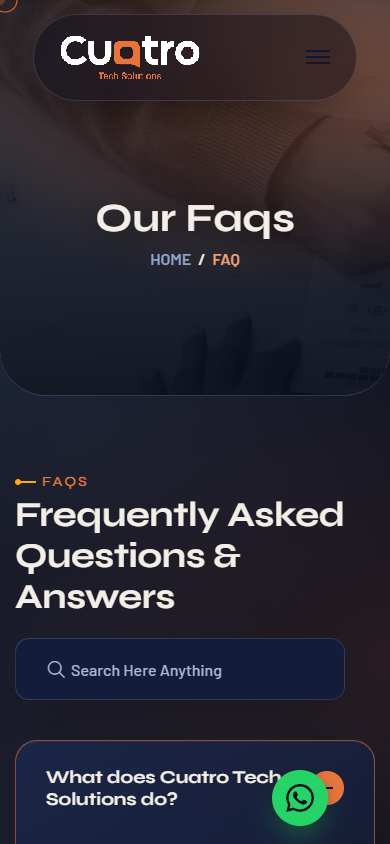 Cuatro
Tech Solutions
Our Faqs
HOME / FAQ
FAQS
Frequently Asked
Questions &
Answers
Search Here Anything
What does Cuatro Tech
Solutions do?